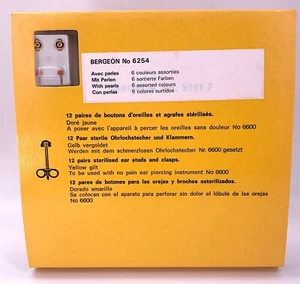 BERGEON No 6254
Avec perles 6 couleurs assorties
Mit Perlen 6 sortierte Farben
With pearls 6 assorted colours
Con perlas 6 colores surtidos
12 paires de boutons d'oreilles et agrafes stérilisés.
Doré jaune
A poser avec l'appareil à percer les oreilles sans douleur No 6600
12 Paar sterile Ohrlochstecher und Klammern.
Gelb vergoldet
Werden mit dem schmerzlosen Ohrlochstecher Nr. 6600 gesetzt
12 pairs sterilised ear studs and clasps.
Yellow gilt
To be used with no pain ear piercing instrument No 6600
12 pares de botones para las orejas y broches esterilizados.
Dorado amarillo
Se colocan con el aparato para perforar sin dolor al lóbulo de las orejas
No 6600